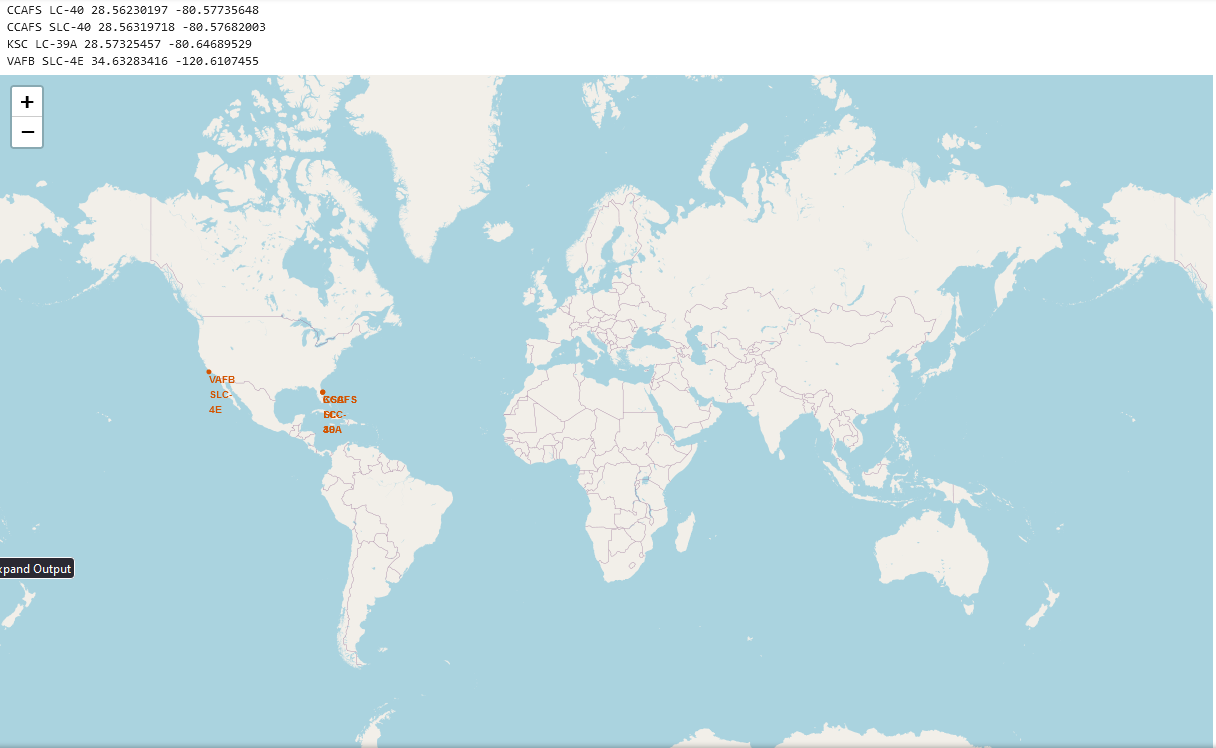 CCAFS LC-40 28.56230197 -80.57735648
CCAFS SLC-40 28.56319718 -80.57682003
KSC LC-39A 28.57325457 -80.64689529
VAFB SLC-4E 34.63283416 -120.6107455
+
−
VAFB
SLC-
4E
xpand Output